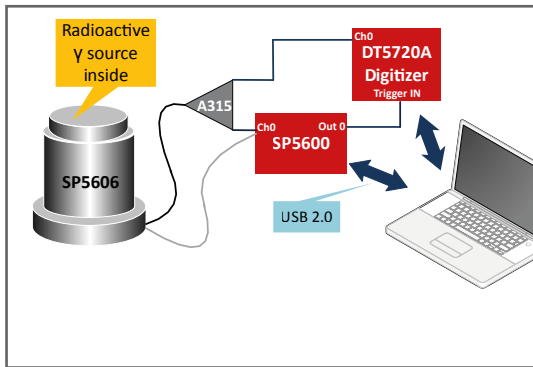 Radioactive
γ source
inside
SP5606
A315
Ch0
DT5720A
Digitizer
Trigger IN
Ch0
Out 0
SP5600
USB 2.0